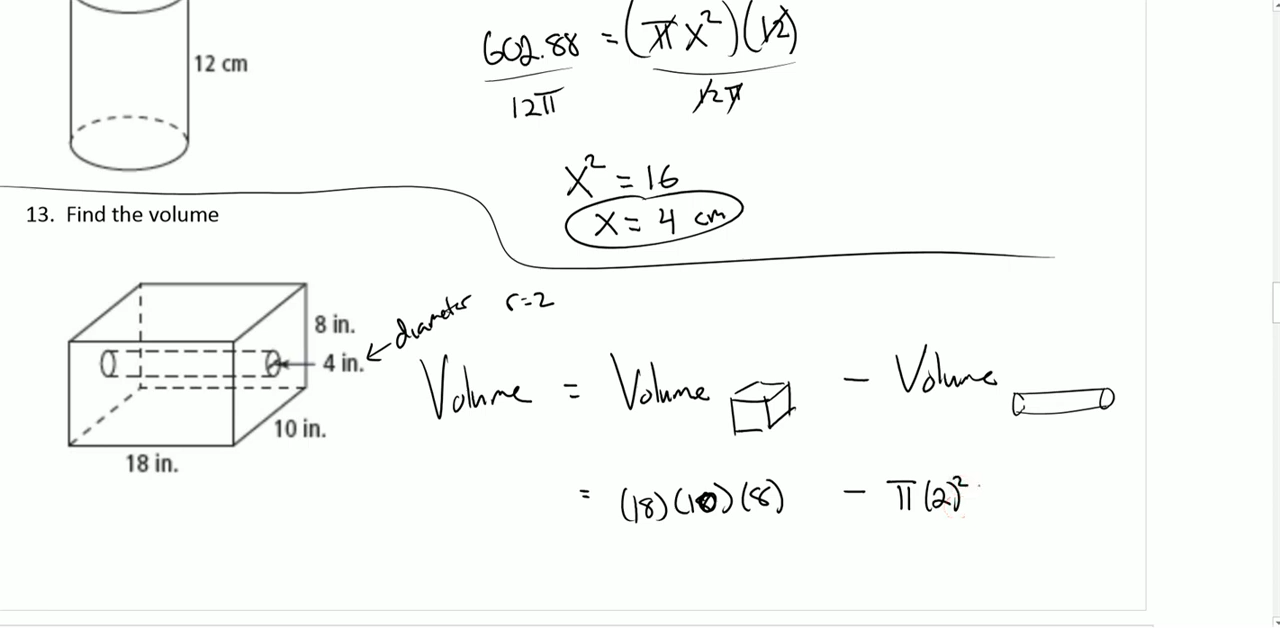 12 cm
602.88 = (πx²)(12)
12π 12π
x² = 16
x = 4 cm
13. Find the volume
8 in.
4 in.
← diameter r=2
10 in.
18 in.
Volume = Volume − Volume
= (18)(10)(8) − π(2)²